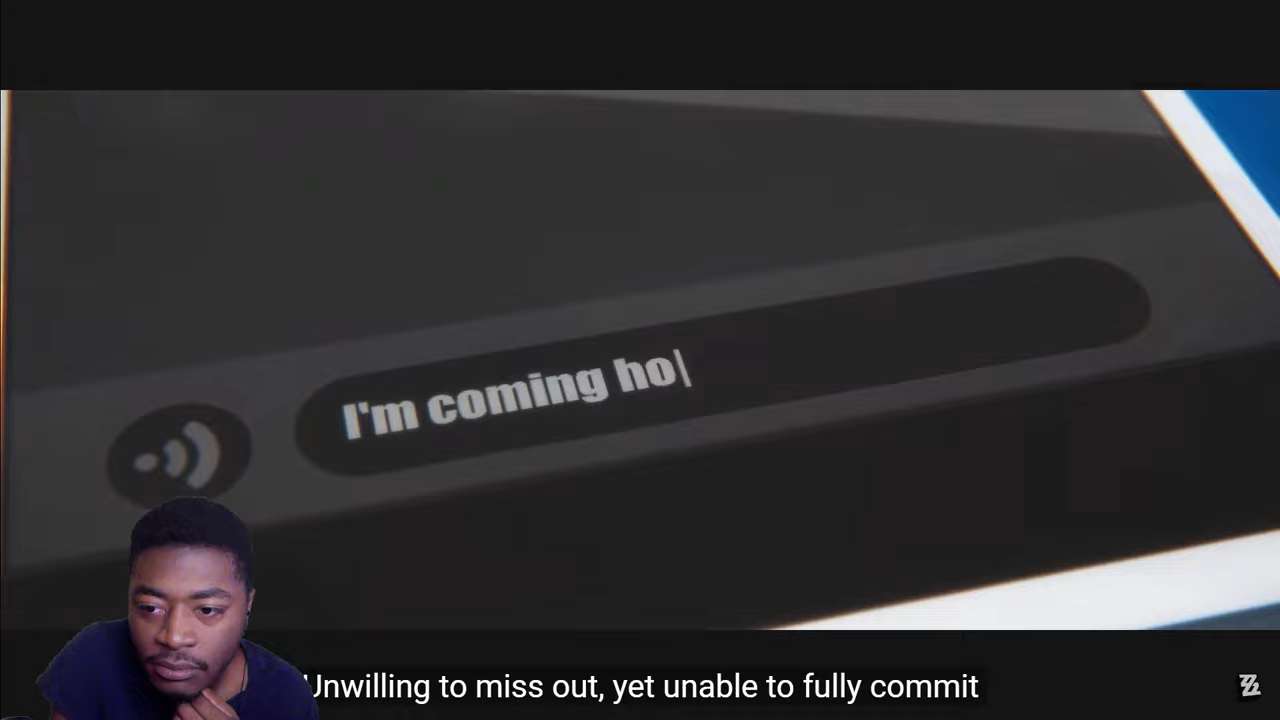 I'm coming ho
Unwilling to miss out, yet unable to fully commit